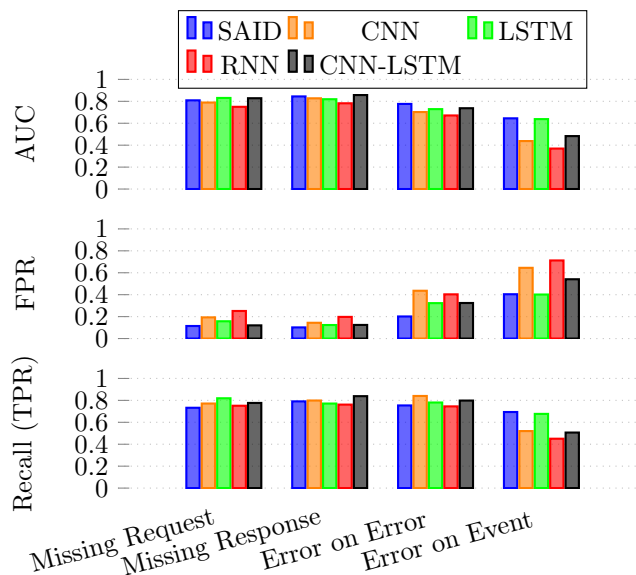 SAID CNN LSTM
RNN CNN-LSTM
AUC
1
0.8
0.6
0.4
0.2
0
FPR
1
0.8
0.6
0.4
0.2
0
Recall (TPR)
1
0.8
0.6
0.4
0.2
0
Missing Request
Missing Response
Error on Error
Error on Event